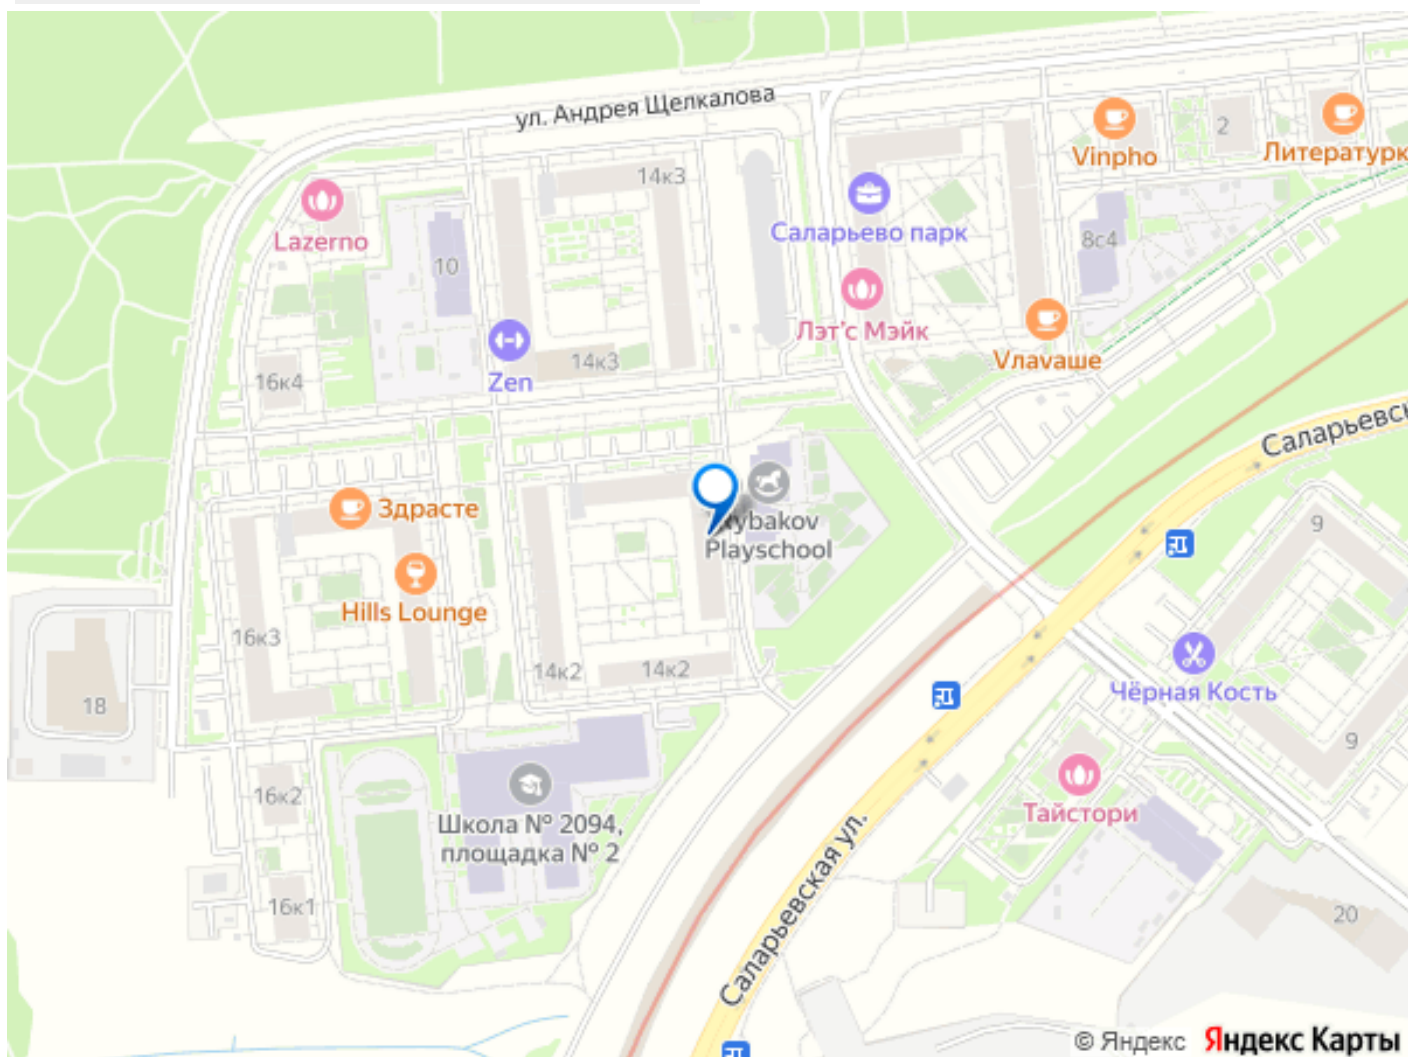 ул. Андрея Щелкалова
Vinpho
2
Литературк
14к3
Lazerno
Саларьево парк
8с4
10
Лэт'с Мэйк
Vлаваше
14к3
Zen
16к4
Саларьевск
Здрасте
Rybakov
Playschool
9
Hills Lounge
16к3
14к2
14к2
Чёрная Кость
18
9
16к2
Тайстори
Школа № 2094,
площадка № 2
Саларьевская ул.
16к1
20
© Яндекс Яндекс Карты